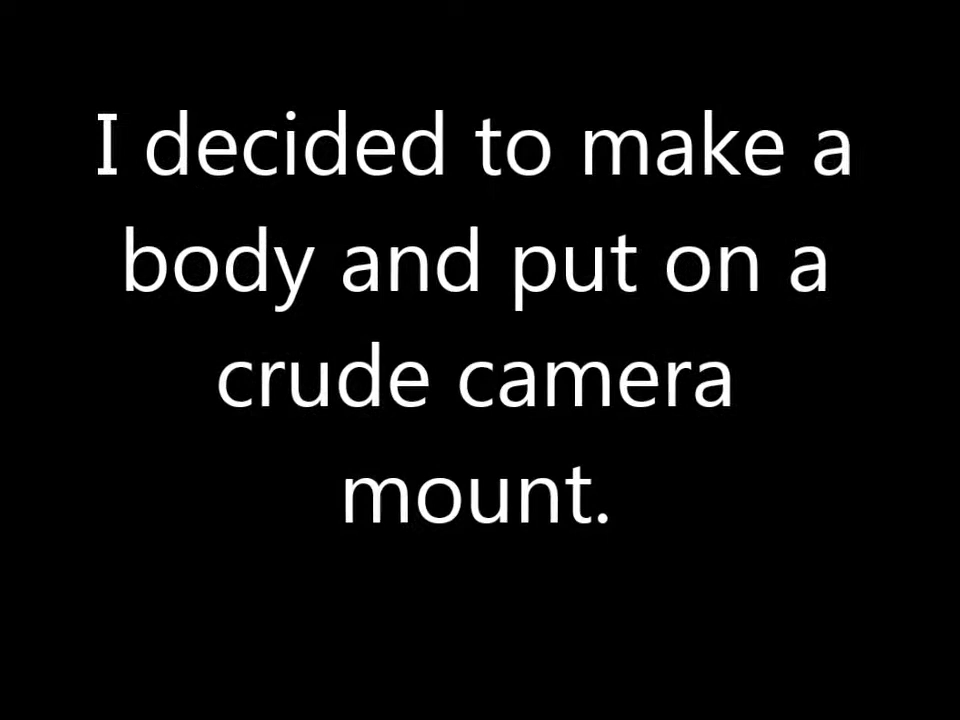 I decided to make a
body and put on a
crude camera
mount.